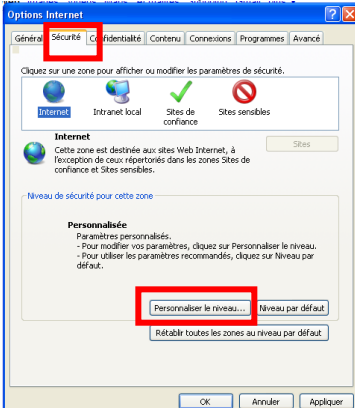 Options Internet
Général Sécurité Confidentialité Contenu Connexions Programmes Avancé
Cliquez sur une zone pour afficher ou modifier les paramètres de sécurité.
Internet Intranet local Sites de confiance Sites sensibles
Internet
Sites
Cette zone est destinée aux sites Web Internet, à
l'exception de ceux répertoriés dans les zones Sites de
confiance et Sites sensibles.
Niveau de sécurité pour cette zone
Personnalisée
Paramètres personnalisés.
- Pour modifier vos paramètres, cliquez sur Personnaliser le niveau.
- Pour utiliser les paramètres recommandés, cliquez sur Niveau par
défaut.
Personnaliser le niveau... Niveau par défaut
Rétablir toutes les zones au niveau par défaut
OK Annuler Appliquer